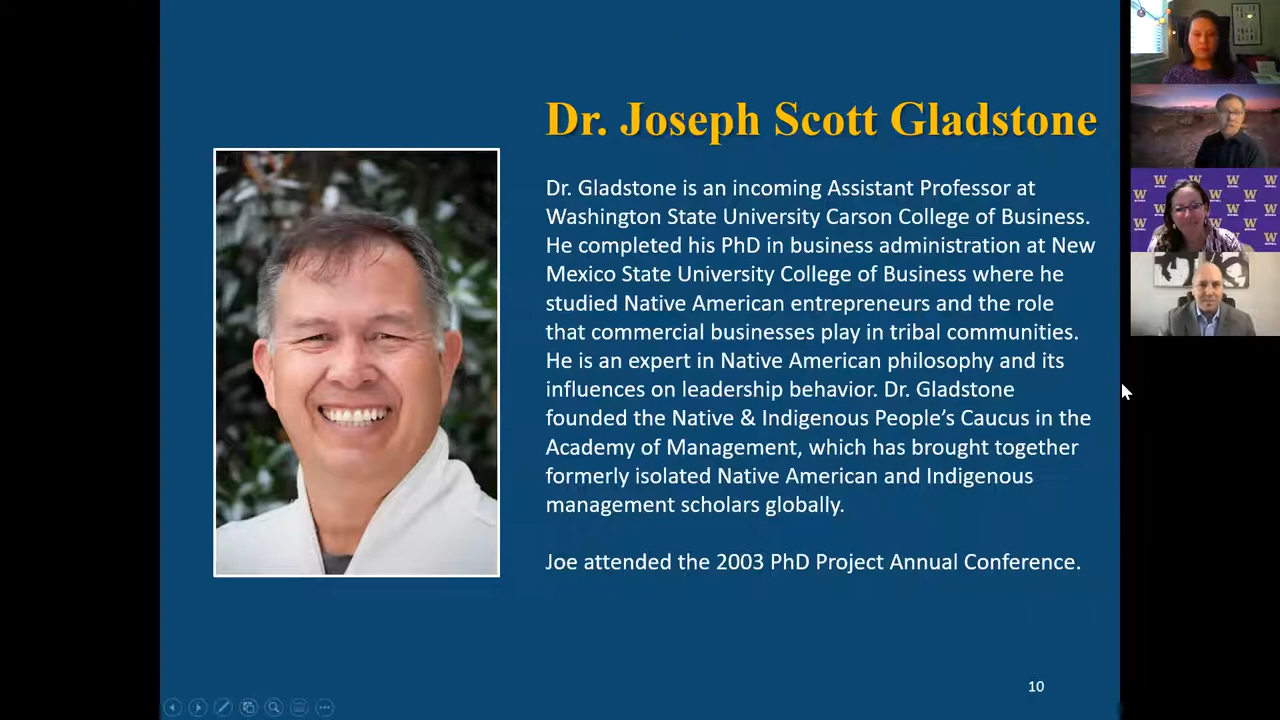 Dr. Joseph Scott Gladstone
Dr. Gladstone is an incoming Assistant Professor at
Washington State University Carson College of Business.
He completed his PhD in business administration at New
Mexico State University College of Business where he
studied Native American entrepreneurs and the role
that commercial businesses play in tribal communities.
He is an expert in Native American philosophy and its
influences on leadership behavior. Dr. Gladstone
founded the Native & Indigenous People’s Caucus in the
Academy of Management, which has brought together
formerly isolated Native American and Indigenous
management scholars globally.
Joe attended the 2003 PhD Project Annual Conference.
10